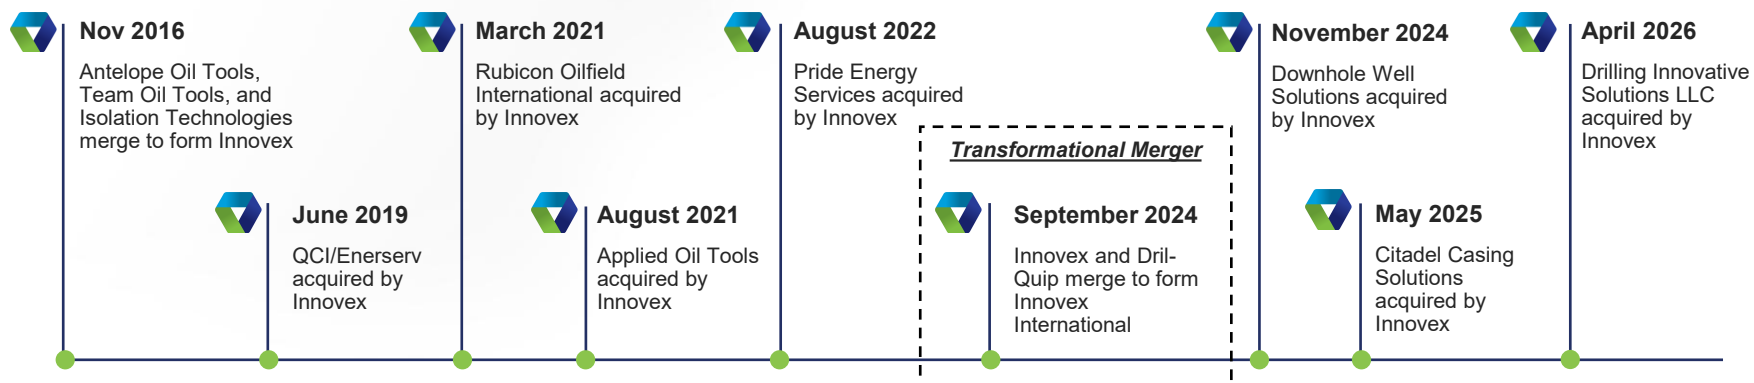 Nov 2016
Antelope Oil Tools,
Team Oil Tools, and
Isolation Technologies
merge to form Innovex
June 2019
QCI/Enerserv
acquired by
Innovex
March 2021
Rubicon Oilfield
International acquired
by Innovex
August 2021
Applied Oil Tools
acquired by
Innovex
August 2022
Pride Energy
Services acquired
by Innovex
Transformational Merger
September 2024
Innovex and Dril-
Quip merge to form
Innovex
International
November 2024
Downhole Well
Solutions acquired
by Innovex
May 2025
Citadel Casing
Solutions
acquired by
Innovex
April 2026
Drilling Innovative
Solutions LLC
acquired by
Innovex